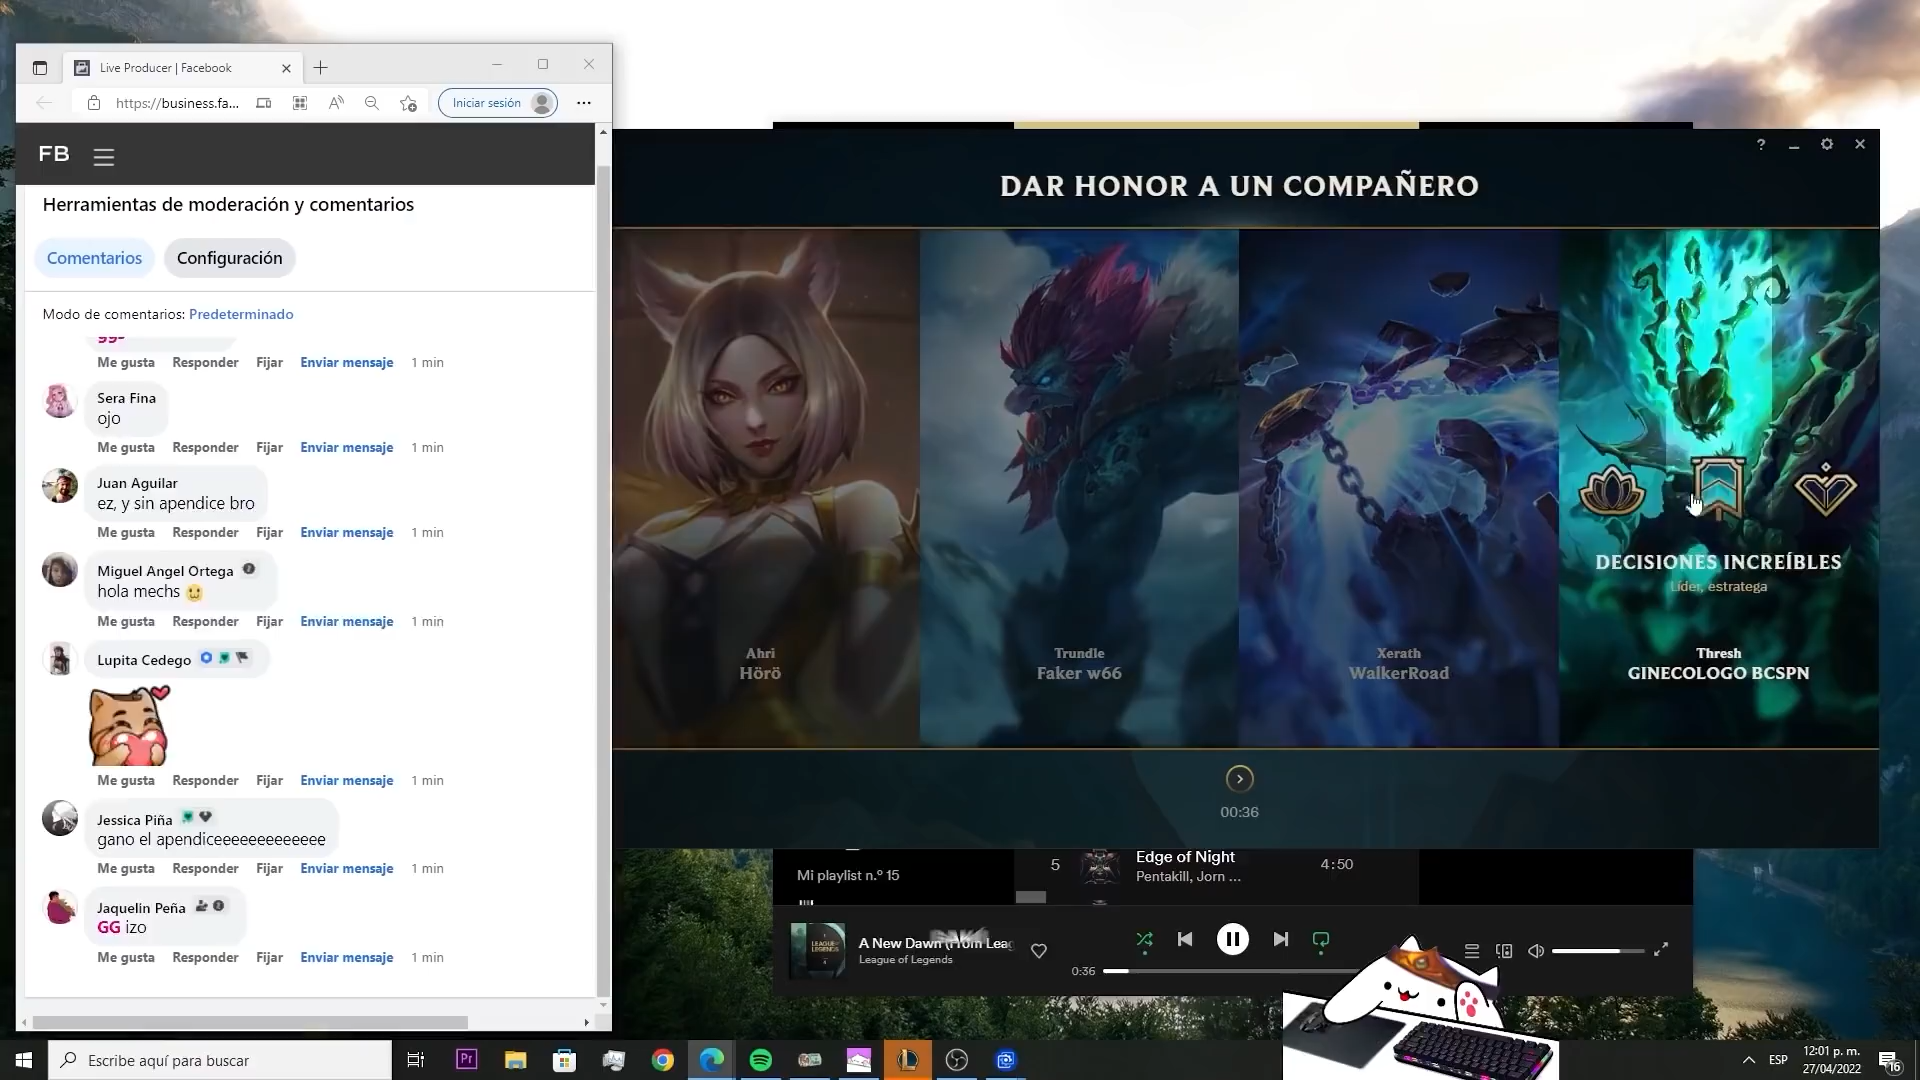 Live Producer | Facebook
https://business.fa...
Iniciar sesión
FB
Herramientas de moderación y comentarios
Comentarios
Configuración
Modo de comentarios: Predeterminado
Me gusta Responder Fijar Enviar mensaje 1 min
Sera Fina
ojo
Me gusta Responder Fijar Enviar mensaje 1 min
Juan Aguilar
ez, y sin apendice bro
Me gusta Responder Fijar Enviar mensaje 1 min
Miguel Angel Ortega
hola mechs
Me gusta Responder Fijar Enviar mensaje 1 min
Lupita Cedego
Me gusta Responder Fijar Enviar mensaje 1 min
Jessica Piña
gano el apendiceeeeeeeeeeeee
Me gusta Responder Fijar Enviar mensaje 1 min
Jaquelin Peña
GG izo
Me gusta Responder Fijar Enviar mensaje 1 min
DAR HONOR A UN COMPAÑERO
Ahri
Hörö
Trundle
Faker w66
Xerath
WalkerRoad
DECISIONES INCREÍBLES
Líder, estratega
Thresh
GINECOLOGO BCSPN
00:36
Mi playlist n.º 15
5
Edge of Night
Pentakill, Jorn ...
4:50
A New Dawn (From Leag
League of Legends
0:36
Escribe aquí para buscar
Pr
ESP
12:01 p. m.
27/04/2022
16